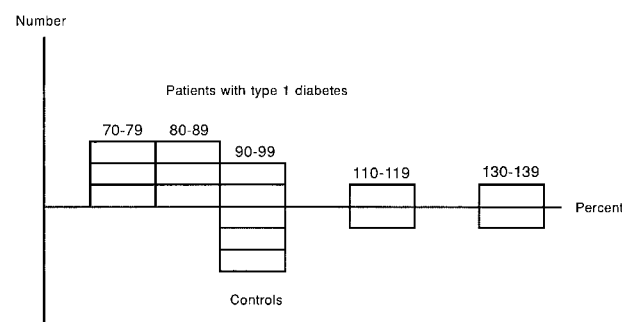 Number
Patients with type 1 diabetes
70-79
80-89
90-99
110-119
130-139
Percent
Controls